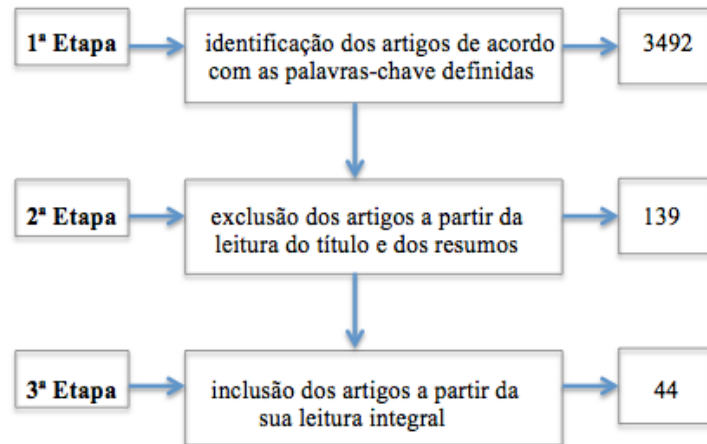 1ª Etapa
identificação dos artigos de acordo
com as palavras-chave definidas
3492
2ª Etapa
exclusão dos artigos a partir da
leitura do título e dos resumos
139
3ª Etapa
inclusão dos artigos a partir da
sua leitura integral
44